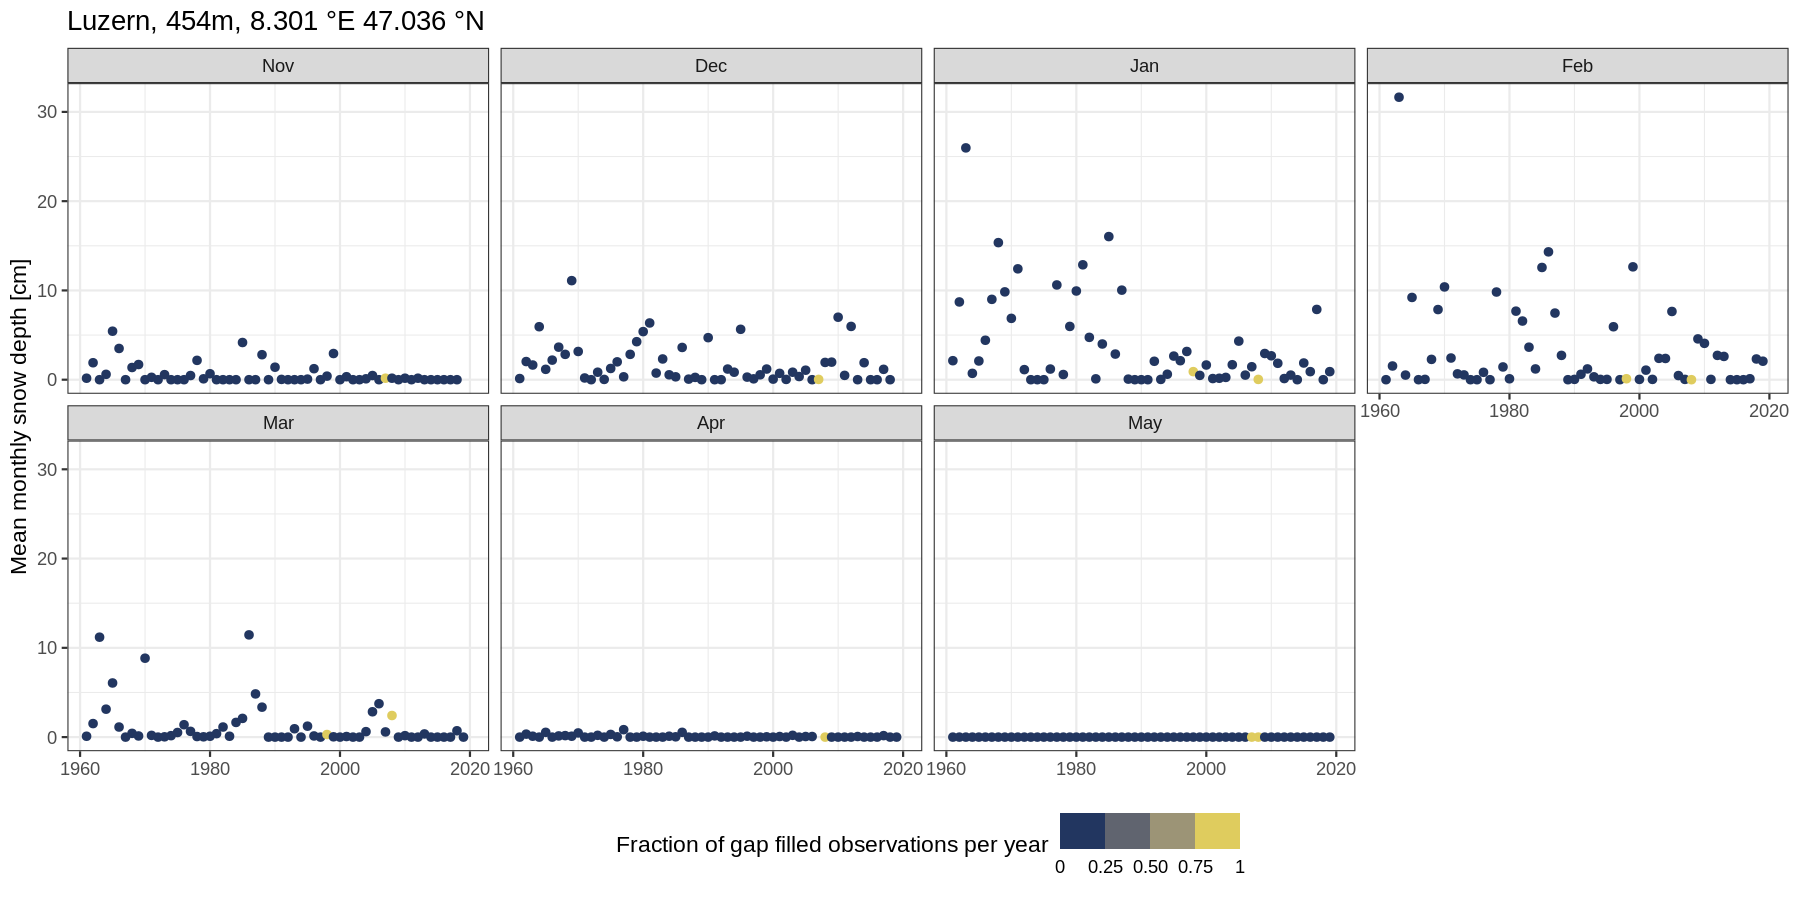 Luzern, 454m, 8.301 °E 47.036 °N
Nov Dec Jan Feb
30
20
10
0
1960 1980 2000 2020
Mean monthly snow depth [cm]
Mar Apr May
30
20
10
0
1960 1980 2000 2020 1960 1980 2000 2020 1960 1980 2000 2020
Fraction of gap filled observations per year
0 0.25 0.50 0.75 1